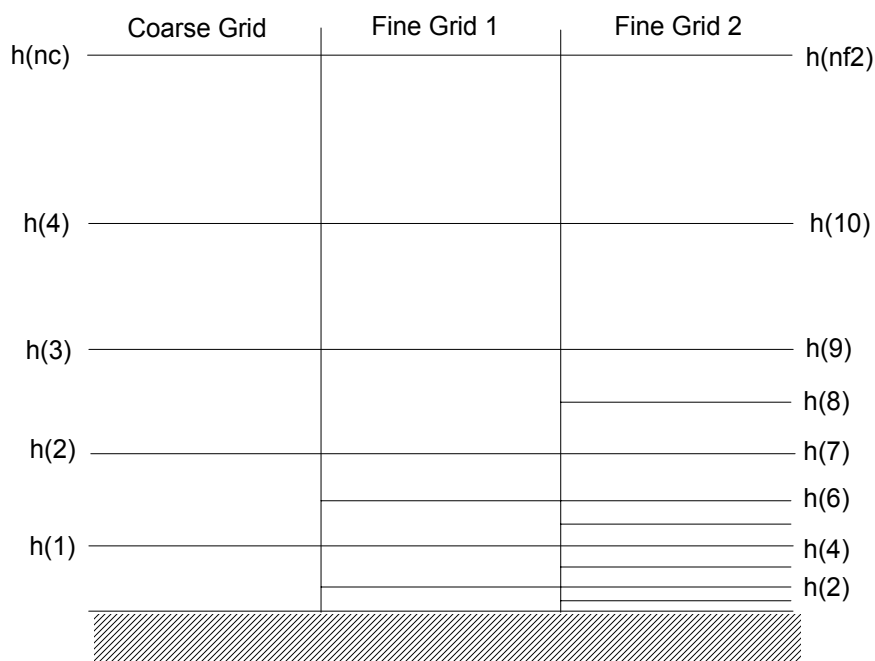 Coarse Grid Fine Grid 1 Fine Grid 2
h(nc) h(nf2)
h(4) h(10)
h(3) h(9)
h(8)
h(2) h(7)
h(6)
h(1) h(4)
h(2)